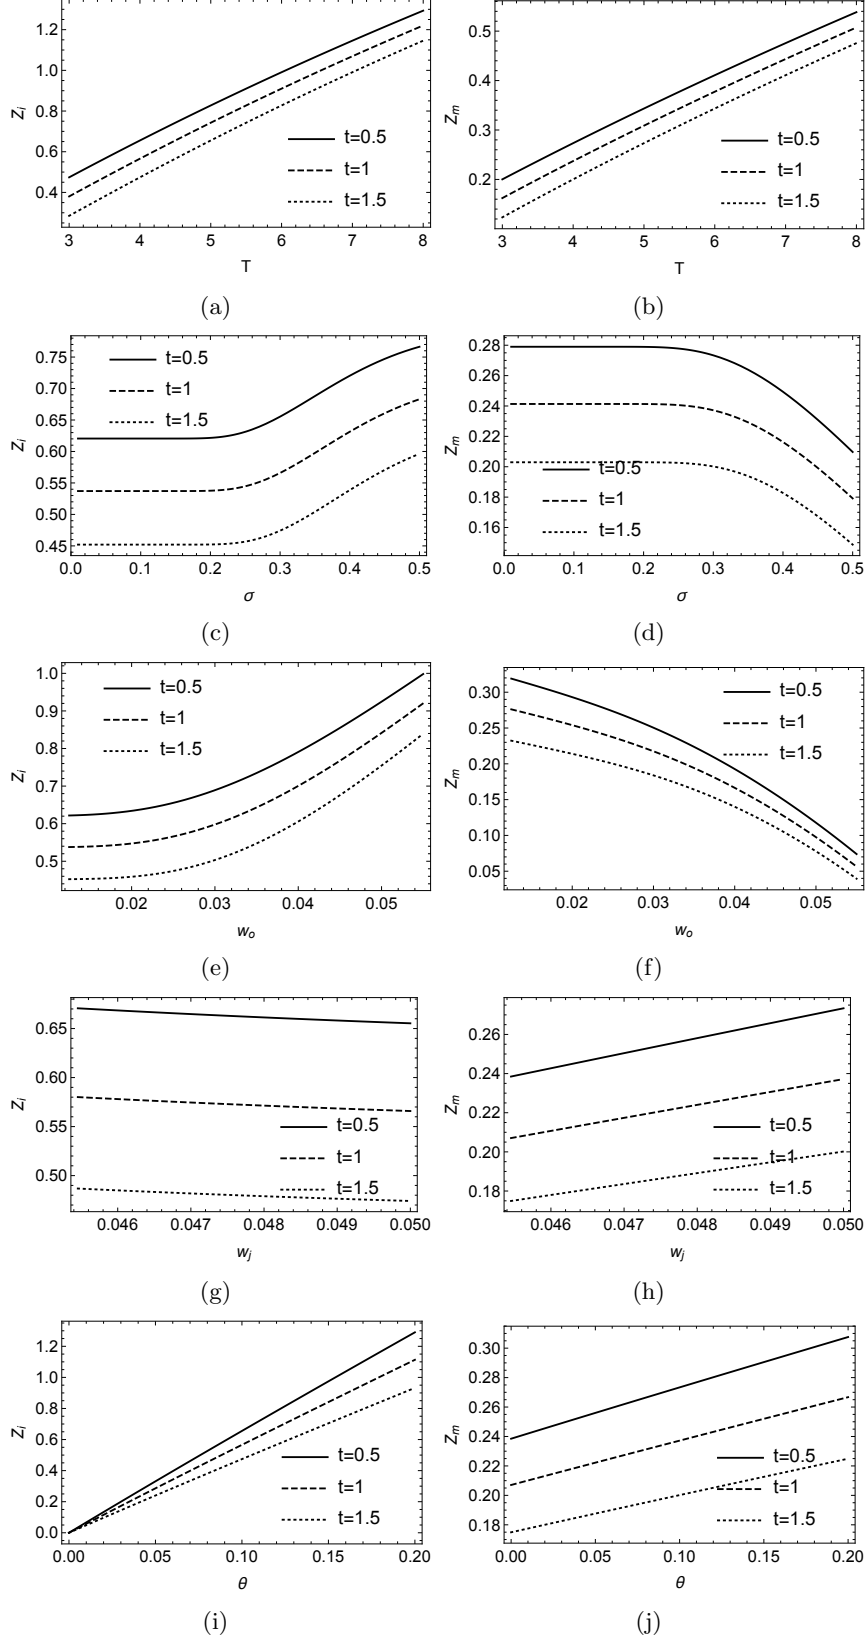 1.2
1.0
0.8
0.6
0.4
Z_i
t=0.5
t=1
t=1.5
3 4 5 6 7 8
T
(a)
0.5
0.4
0.3
0.2
Z_m
t=0.5
t=1
t=1.5
3 4 5 6 7 8
T
(b)
0.75
0.70
0.65
0.60
0.55
0.50
0.45
Z_i
t=0.5
t=1
t=1.5
0.0 0.1 0.2 0.3 0.4 0.5
σ
(c)
0.28
0.26
0.24
0.22
0.20
0.18
0.16
Z_m
t=0.5
t=1
t=1.5
0.0 0.1 0.2 0.3 0.4 0.5
σ
(d)
1.0
0.9
0.8
0.7
0.6
0.5
Z_i
t=0.5
t=1
t=1.5
0.02 0.03 0.04 0.05
w_o
(e)
0.30
0.25
0.20
0.15
0.10
0.05
Z_m
t=0.5
t=1
t=1.5
0.02 0.03 0.04 0.05
w_o
(f)
0.65
0.60
0.55
0.50
Z_i
t=0.5
t=1
t=1.5
0.046 0.047 0.048 0.049 0.050
w_j
(g)
0.26
0.24
0.22
0.20
0.18
Z_m
t=0.5
t=1
t=1.5
0.046 0.047 0.048 0.049 0.050
w_j
(h)
1.2
1.0
0.8
0.6
0.4
0.2
0.0
Z_i
t=0.5
t=1
t=1.5
0.00 0.05 0.10 0.15 0.20
θ
(i)
0.30
0.28
0.26
0.24
0.22
0.20
0.18
Z_m
t=0.5
t=1
t=1.5
0.00 0.05 0.10 0.15 0.20
θ
(j)